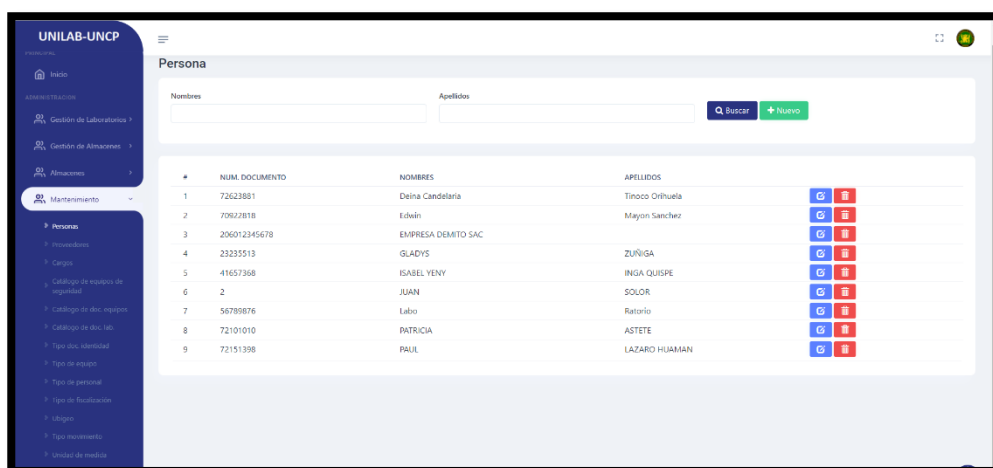 UNILAB-UNCP
PRINCIPAL
Inicio
ADMINISTRACION
Gestión de Laboratorios
Gestión de Almacenes
Almacenes
Mantenimiento
Personas
Proveedores
Cargos
Catálogo de equipos de
seguridad
Catálogo de doc. equipos
Catálogo de doc. lab.
Tipo doc. identidad
Tipo de equipo
Tipo de personal
Tipo de fiscalización
Ubigeo
Tipo movimiento
Unidad de medida
Persona
Nombres Apellidos
Buscar + Nuevo
# NUM. DOCUMENTO NOMBRES APELLIDOS
1 72623881 Deina Candelaria Tinoco Orihuela
2 70922818 Edwin Mayon Sanchez
3 206012345678 EMPRESA DEMITO SAC
4 23235513 GLADYS ZUÑIGA
5 41657368 ISABEL YENY INGA QUISPE
6 2 JUAN SOLOR
7 56789876 Labo Ratorio
8 72101010 PATRICIA ASTETE
9 72151398 PAUL LAZARO HUAMAN